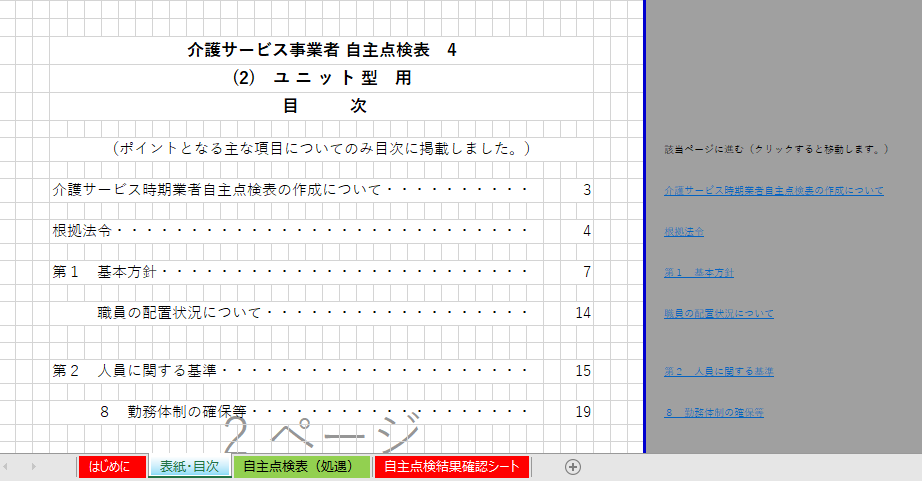 介護サービス事業者 自主点検表　4
(2)　ユ ニ ッ ト 型　用
目　　　次
（ポイントとなる主な項目についてのみ目次に掲載しました。）
該当ページに進む（クリックすると移動します。）
介護サービス時期業者自主点検表の作成について・・・・・・・・・・　3
介護サービス時期業者自主点検表の作成について
根拠法令・・・・・・・・・・・・・・・・・・・・・・・・・・・・　4
根拠法令
第１　基本方針・・・・・・・・・・・・・・・・・・・・・・・・・　7
第１　基本方針
職員の配置状況について・・・・・・・・・・・・・・・・・・　14
職員の配置状況について
第２　人員に関する基準・・・・・・・・・・・・・・・・・・・・・　15
第２　人員に関する基準
８　勤務体制の確保等・・・・・・・・・・・・・・・・・・・　19
８　勤務体制の確保等
2 ページ
はじめに　表紙・目次　自主点検表（処遇）　自主点検結果確認シート